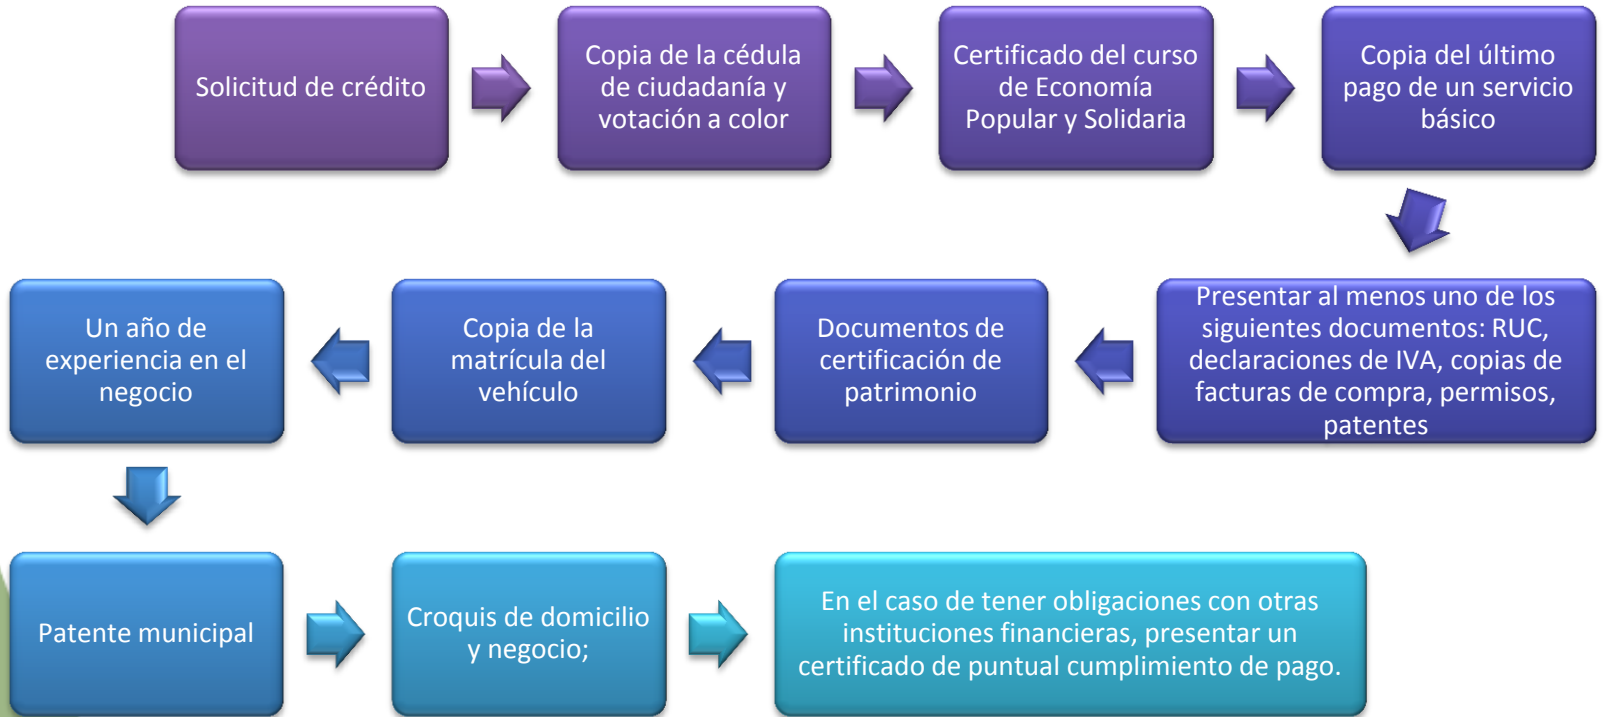 Solicitud de crédito
Copia de la cédula
de ciudadanía y
votación a color
Certificado del curso
de Economía
Popular y Solidaria
Copia del último
pago de un servicio
básico
Presentar al menos uno de los
siguientes documentos: RUC,
declaraciones de IVA, copias de
facturas de compra, permisos,
patentes
Documentos de
certificación de
patrimonio
Copia de la
matrícula del
vehículo
Un año de
experiencia en el
negocio
Patente municipal
Croquis de domicilio
y negocio;
En el caso de tener obligaciones con otras
instituciones financieras, presentar un
certificado de puntual cumplimiento de pago.